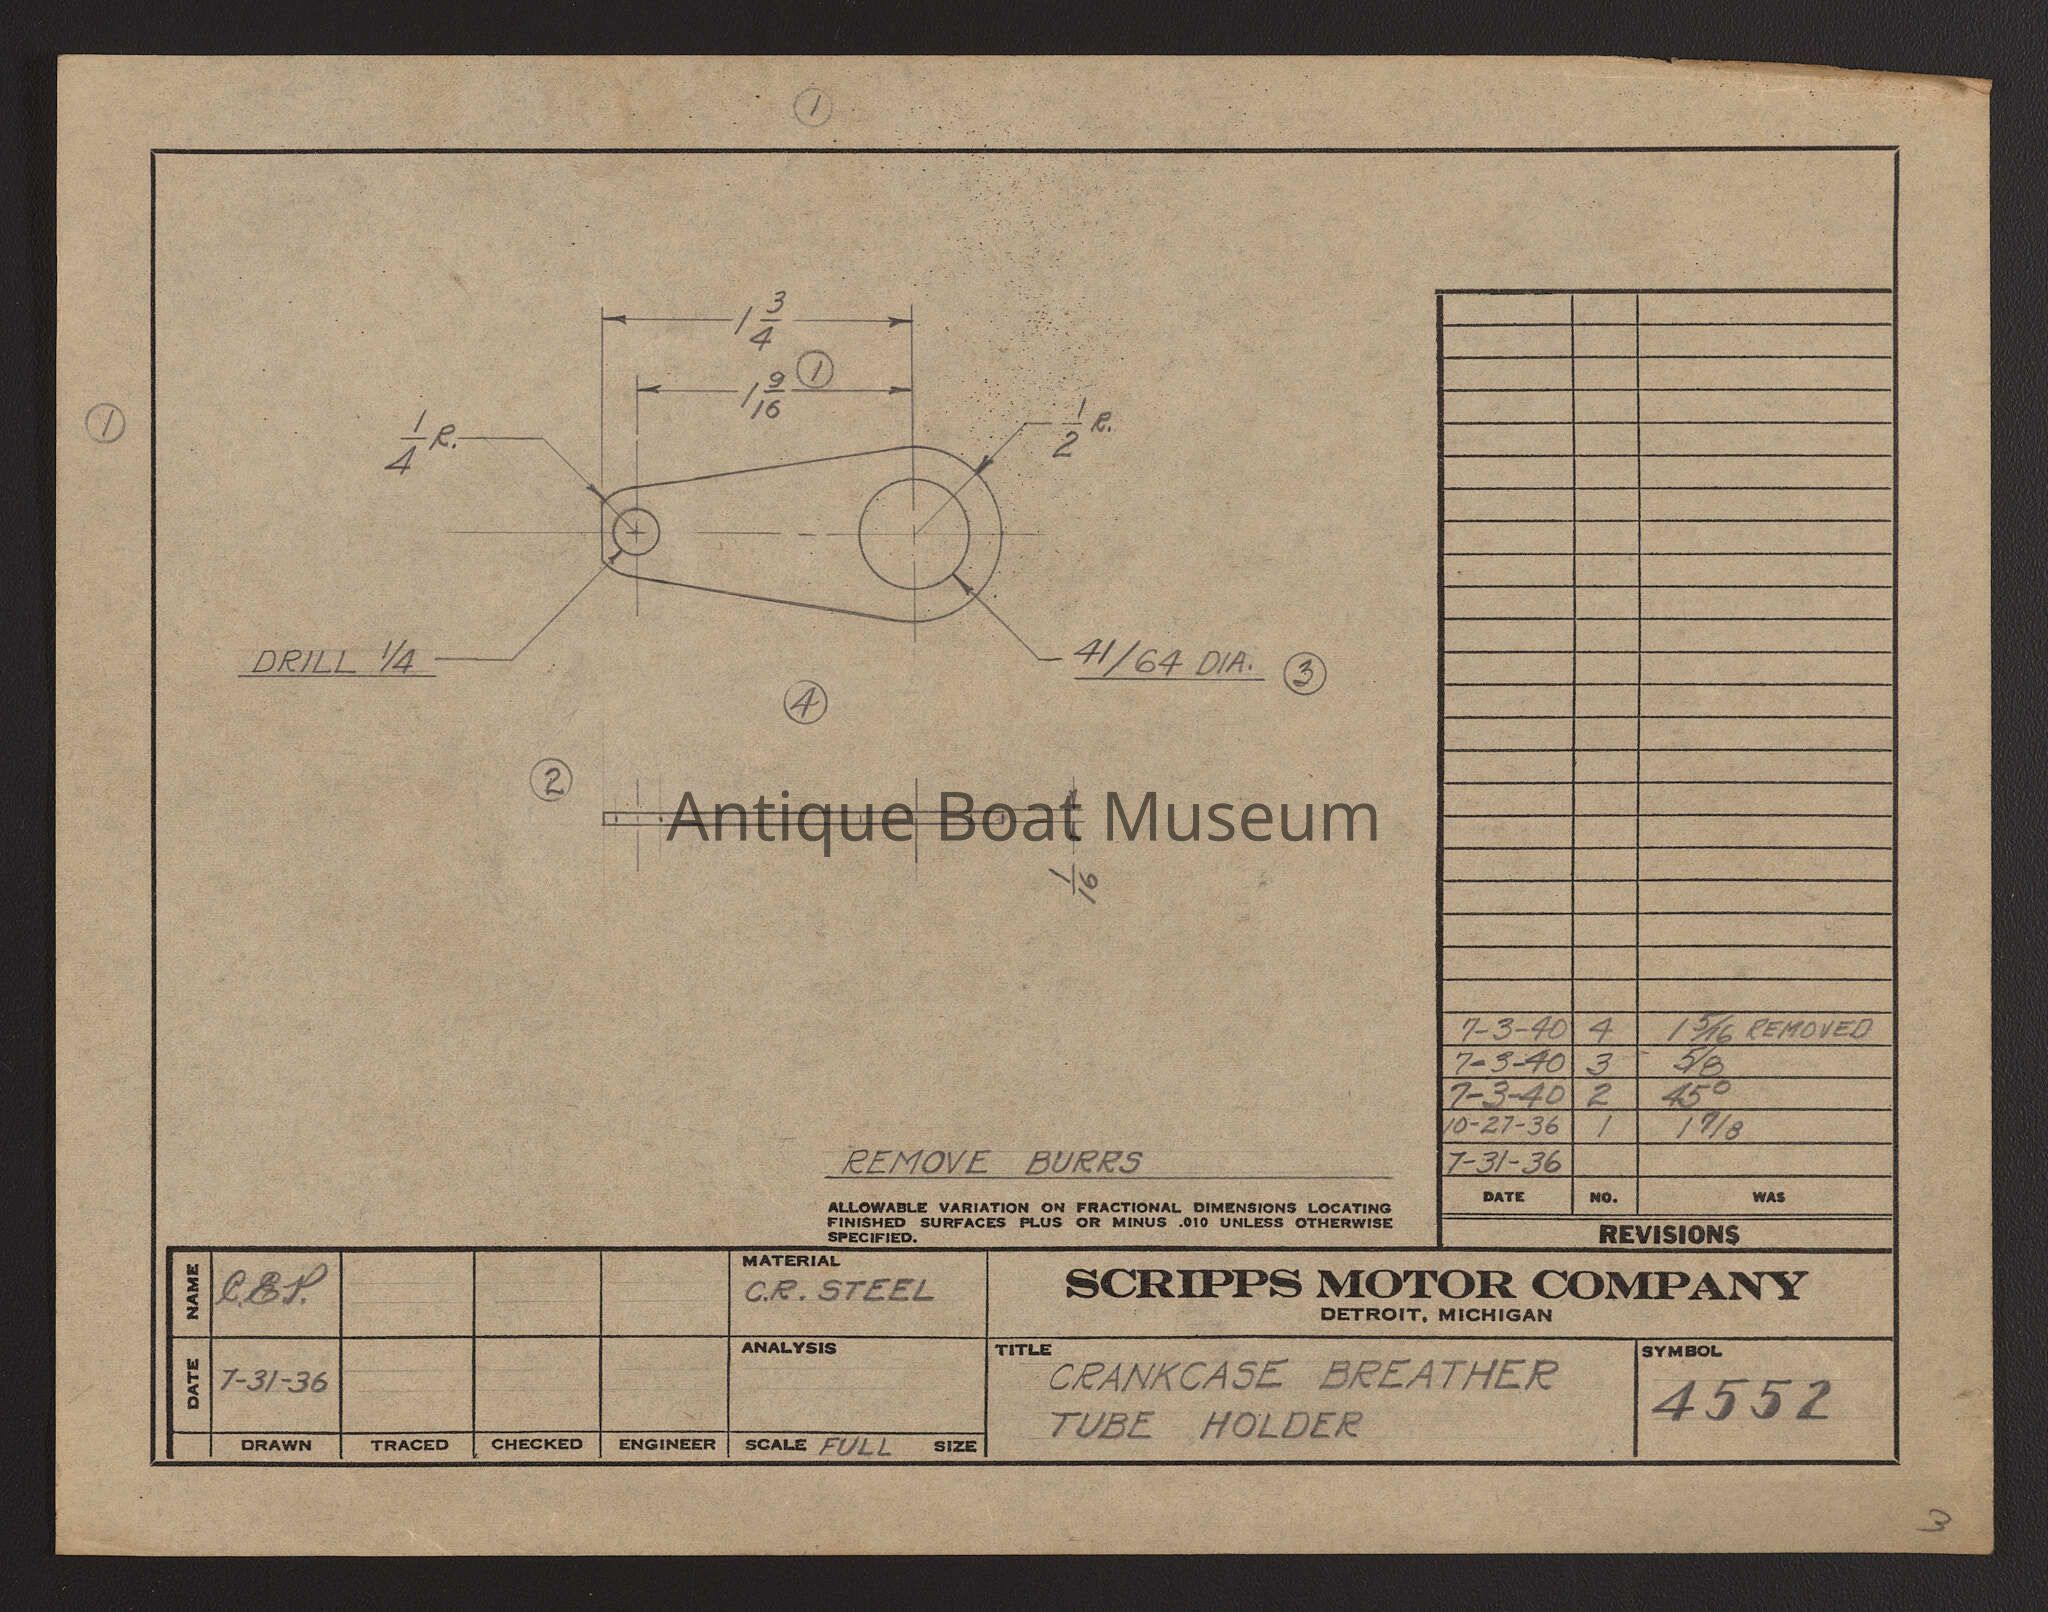 1
1
1 3/4
1 9/16 1
1/4 R.
1/2 R.
DRILL 1/4
41/64 DIA. 3
4
2
Antique Boat Museum
1/16
7-3-40 4 1 5/16 REMOVED
7-3-40 3 5/8
7-3-40 2 45°
10-27-36 1 1 7/8
7-31-36
DATE NO. WAS
REVISIONS
REMOVE BURRS
ALLOWABLE VARIATION ON FRACTIONAL DIMENSIONS LOCATING
FINISHED SURFACES PLUS OR MINUS .010 UNLESS OTHERWISE
SPECIFIED.
NAME C.E.P.
DATE 7-31-36
DRAWN TRACED CHECKED ENGINEER
MATERIAL
C.R. STEEL
ANALYSIS
SCALE FULL SIZE
SCRIPPS MOTOR COMPANY
DETROIT, MICHIGAN
TITLE
CRANKCASE BREATHER
TUBE HOLDER
SYMBOL
4552
3